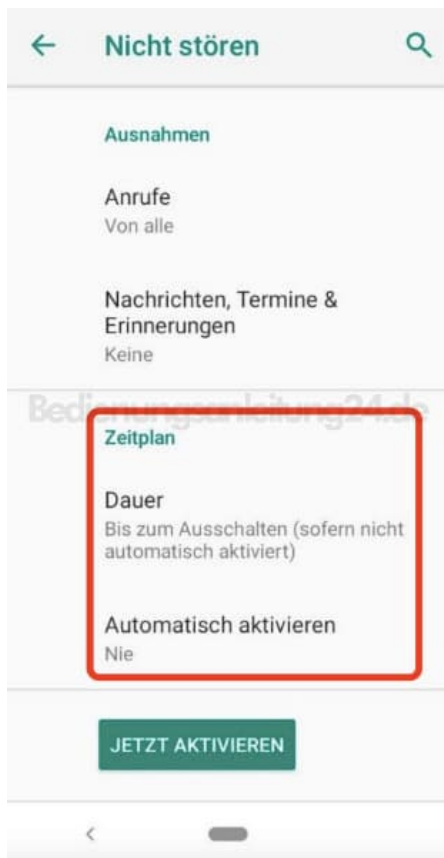 Nicht stören
Ausnahmen
Anrufe
Von alle
Nachrichten, Termine &
Erinnerungen
Keine
Bedienungsanleitung24.de
Zeitplan
Dauer
Bis zum Ausschalten (sofern nicht
automatisch aktiviert)
Automatisch aktivieren
Nie
JETZT AKTIVIEREN